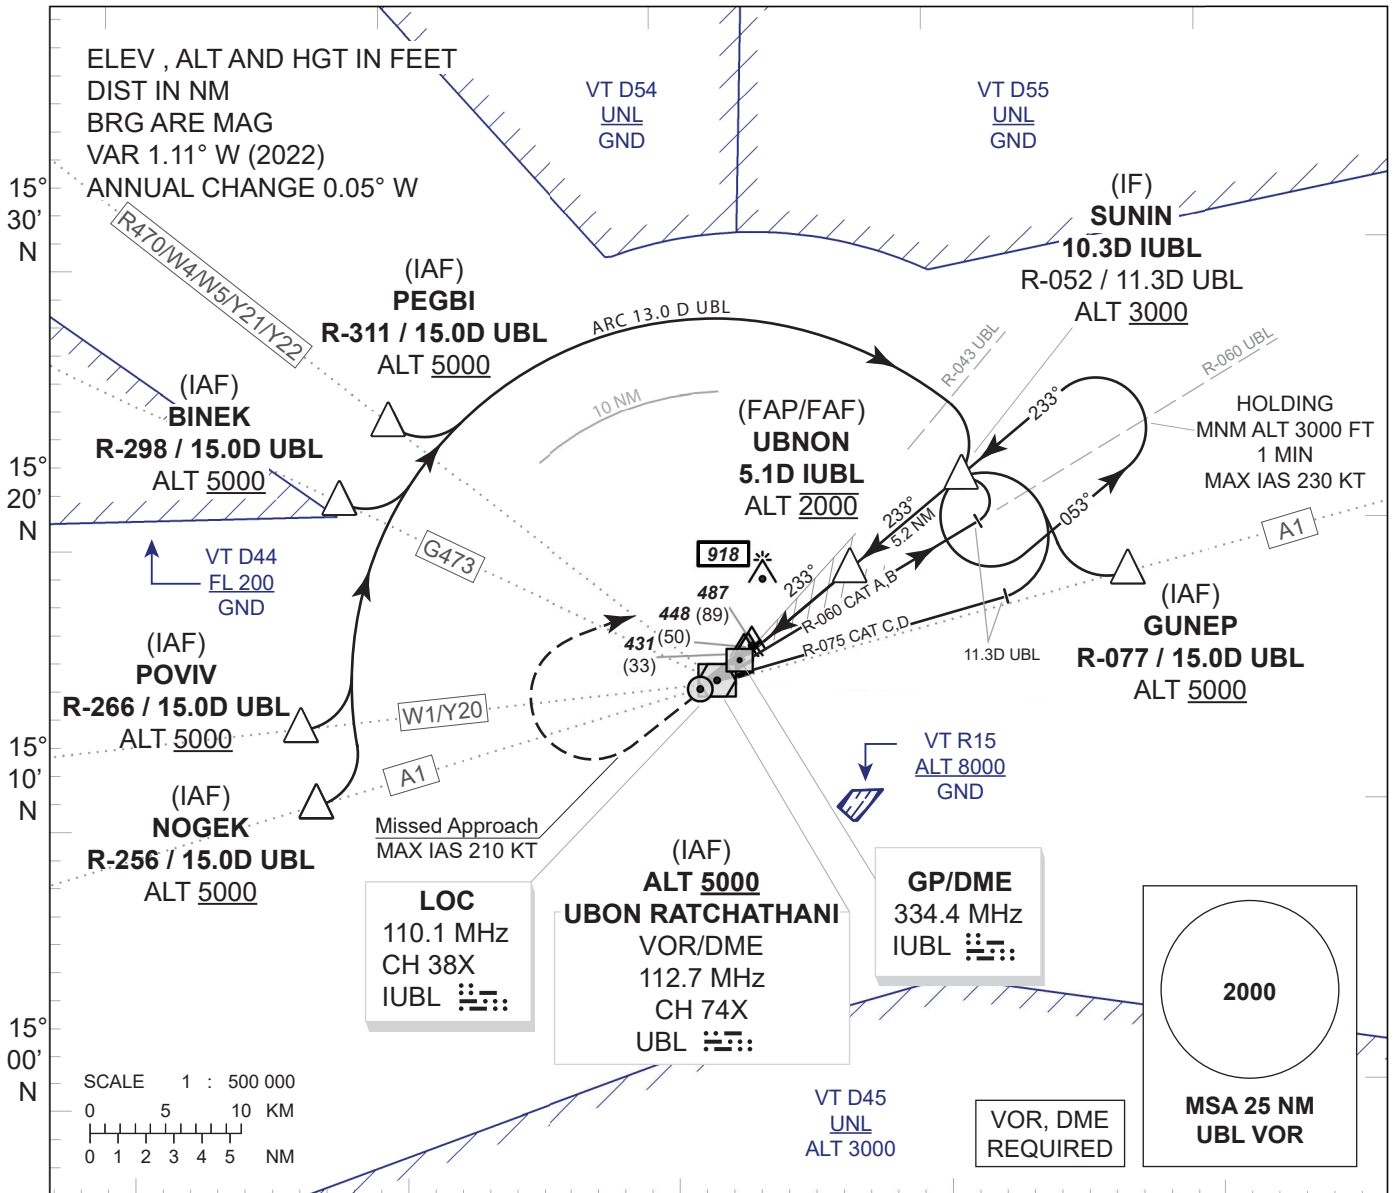 ELEV , ALT AND HGT IN FEET
DIST IN NM
BRG ARE MAG
VAR 1.11° W (2022)
ANNUAL CHANGE 0.05° W
VT D54
UNL
GND
VT D55
UNL
GND
15°
30'
N
R470/W4/W5/Y21/Y22
(IF)
SUNIN
10.3D IUBL
R-052 / 11.3D UBL
ALT 3000
(IAF)
PEGBI
R-311 / 15.0D UBL
ALT 5000
ARC 13.0 D UBL
R-043 UBL
R-060 UBL
(IAF)
BINEK
R-298 / 15.0D UBL
ALT 5000
10 NM
(FAP/FAF)
UBNON
5.1D IUBL
ALT 2000
233°
HOLDING
MNM ALT 3000 FT
1 MIN
MAX IAS 230 KT
15°
20'
N
233°
5.2 NM
053°
A1
G473
VT D44
FL 200
GND
918
233°
487
(89)
448
(50)
431
(33)
R-060 CAT A,B
R-075 CAT C,D
11.3D UBL
(IAF)
GUNEP
R-077 / 15.0D UBL
ALT 5000
(IAF)
POVIV
R-266 / 15.0D UBL
ALT 5000
W1/Y20
A1
15°
10'
N
VT R15
ALT 8000
GND
(IAF)
NOGEK
R-256 / 15.0D UBL
ALT 5000
Missed Approach
MAX IAS 210 KT
LOC
110.1 MHz
CH 38X
IUBL
(IAF)
ALT 5000
UBON RATCHATHANI
VOR/DME
112.7 MHz
CH 74X
UBL
GP/DME
334.4 MHz
IUBL
2000
MSA 25 NM
UBL VOR
15°
00'
N
SCALE 1 : 500 000
0 5 10 KM
0 1 2 3 4 5 NM
VT D45
UNL
ALT 3000
VOR, DME
REQUIRED